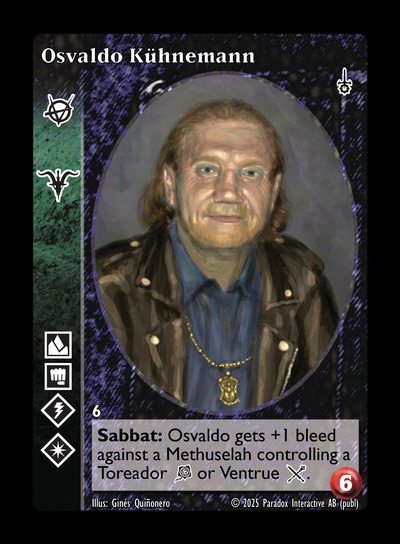 Osvaldo Kühnemann
6
Sabbat: Osvaldo gets +1 bleed
against a Methuselah controlling a
Toreador or Ventrue .
6
Illus: Ginés Quiñonero © 2025 Paradox Interactive AB (publ)